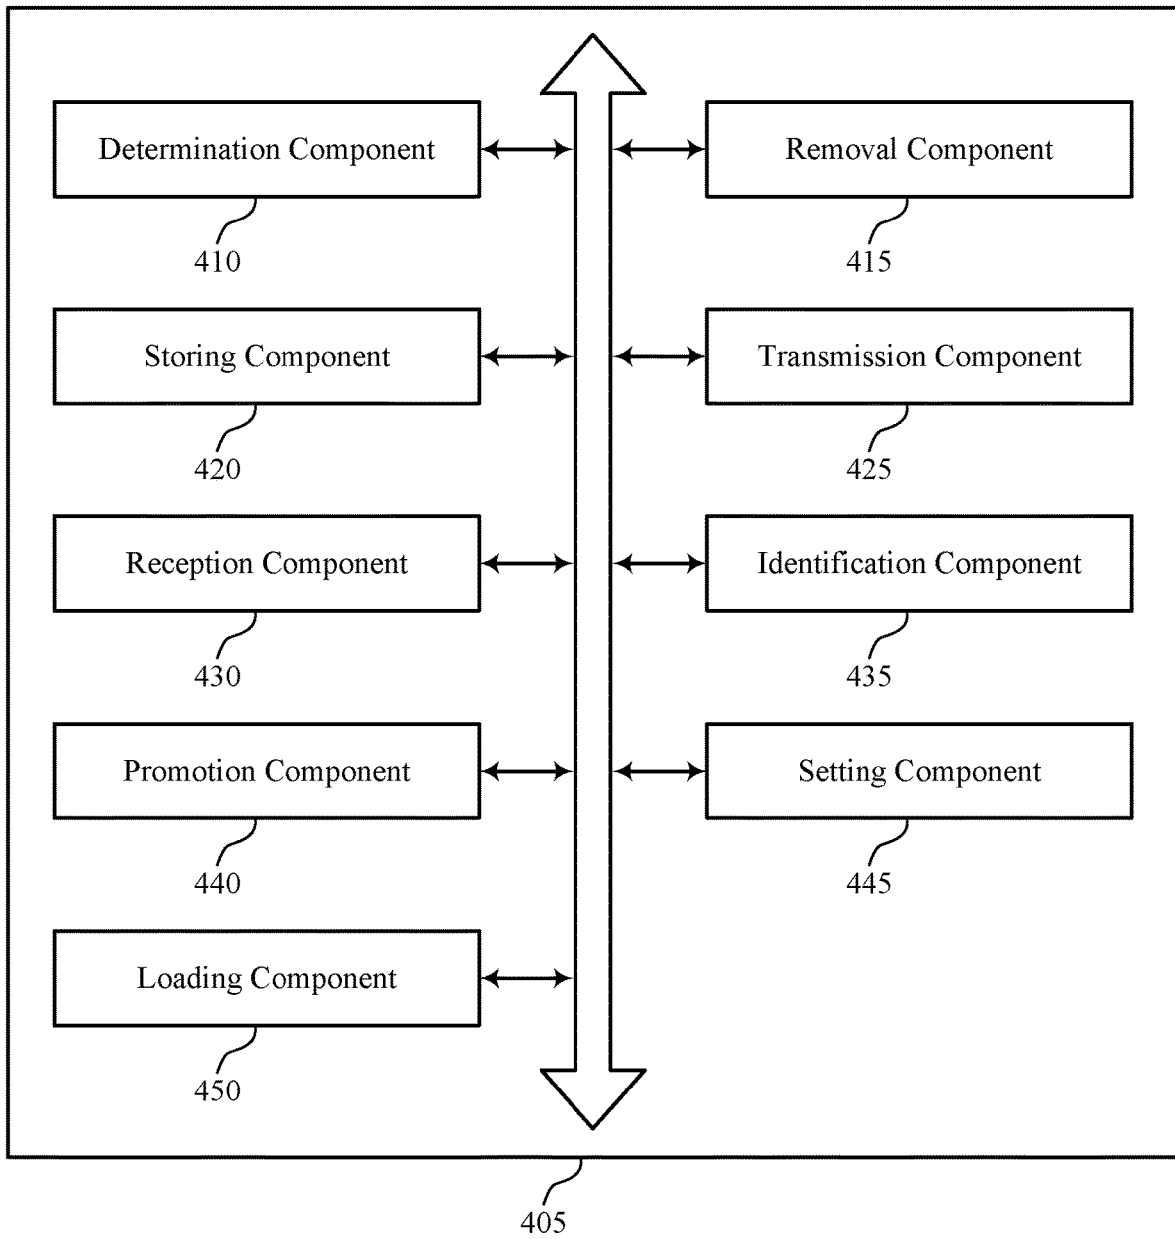 Determination Component
Removal Component
410
415
Storing Component
Transmission Component
420
425
Reception Component
Identification Component
430
435
Promotion Component
Setting Component
440
445
Loading Component
450
405